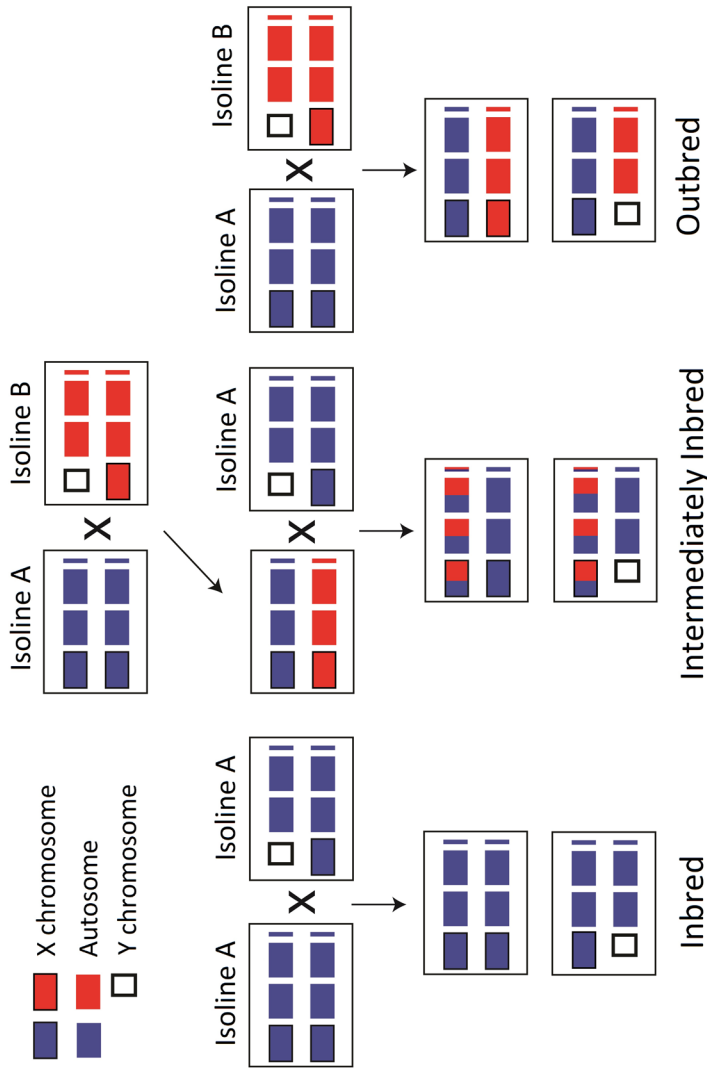 X chromosome
Autosome
Y chromosome
Isoline A
Isoline B
X
Isoline A
Isoline A
X
Isoline A
X
Isoline A
Isoline B
X
Inbred
Intermediately Inbred
Outbred